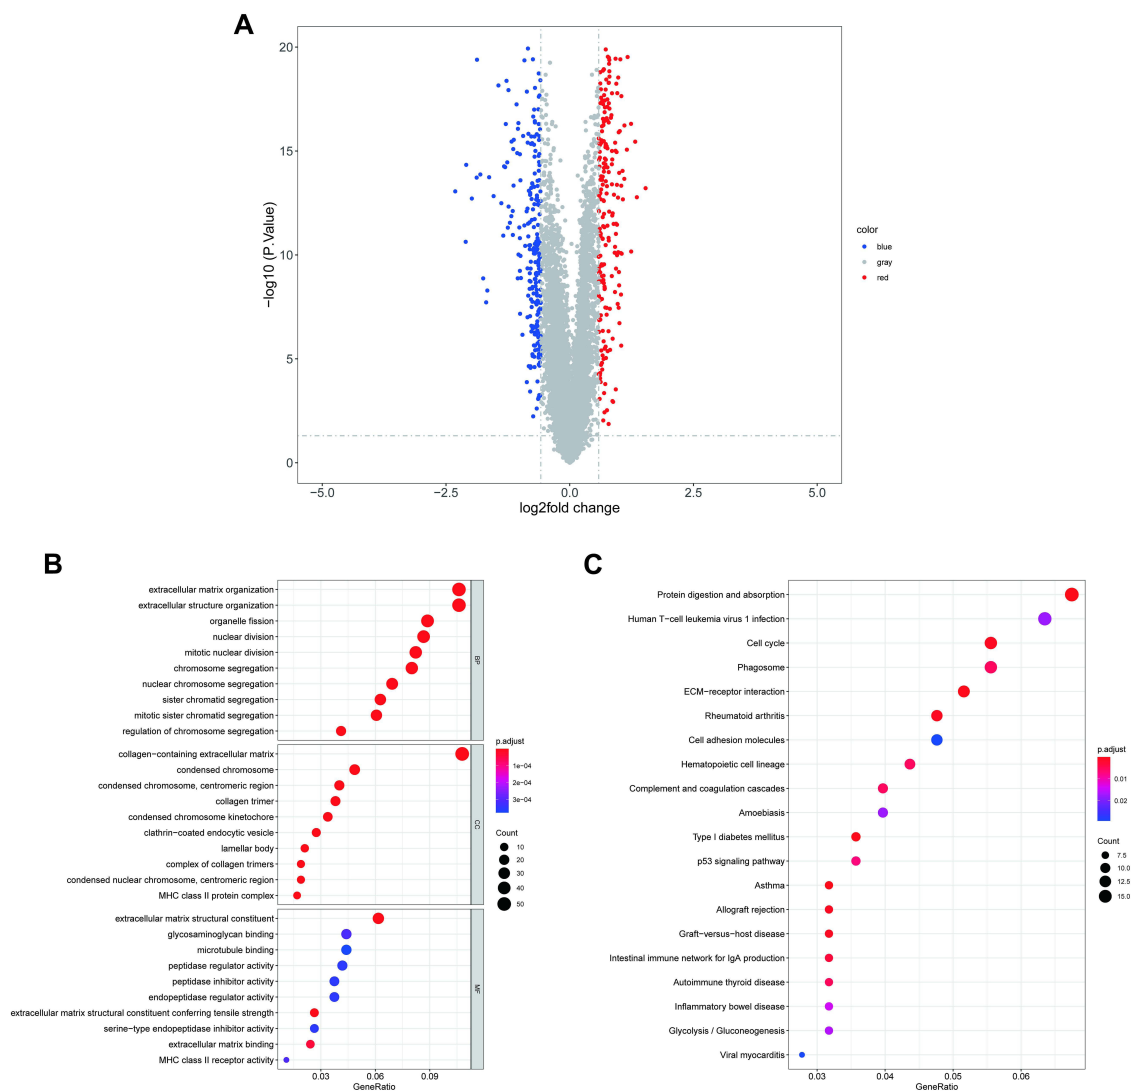 A
20
15
10
5
0
−log10 (P.Value)
−5.0
−2.5
0.0
2.5
5.0
log2fold change
color
blue
gray
red
B
extracellular matrix organization
extracellular structure organization
organelle fission
nuclear division
mitotic nuclear division
chromosome segregation
nuclear chromosome segregation
sister chromatid segregation
mitotic sister chromatid segregation
regulation of chromosome segregation
BP
collagen−containing extracellular matrix
condensed chromosome
condensed chromosome, centromeric region
collagen trimer
condensed chromosome kinetochore
clathrin−coated endocytic vesicle
lamellar body
complex of collagen trimers
condensed nuclear chromosome, centromeric region
MHC class II protein complex
CC
extracellular matrix structural constituent
glycosaminoglycan binding
microtubule binding
peptidase regulator activity
peptidase inhibitor activity
endopeptidase regulator activity
extracellular matrix structural constituent conferring tensile strength
serine−type endopeptidase inhibitor activity
extracellular matrix binding
MHC class II receptor activity
MF
0.03
0.06
0.09
GeneRatio
p.adjust
1e−04
2e−04
3e−04
Count
10
20
30
40
50
C
Protein digestion and absorption
Human T−cell leukemia virus 1 infection
Cell cycle
Phagosome
ECM−receptor interaction
Rheumatoid arthritis
Cell adhesion molecules
Hematopoietic cell lineage
Complement and coagulation cascades
Amoebiasis
Type I diabetes mellitus
p53 signaling pathway
Asthma
Allograft rejection
Graft−versus−host disease
Intestinal immune network for IgA production
Autoimmune thyroid disease
Inflammatory bowel disease
Glycolysis / Gluconeogenesis
Viral myocarditis
0.03
0.04
0.05
0.06
GeneRatio
p.adjust
0.01
0.02
Count
7.5
10.0
12.5
15.0